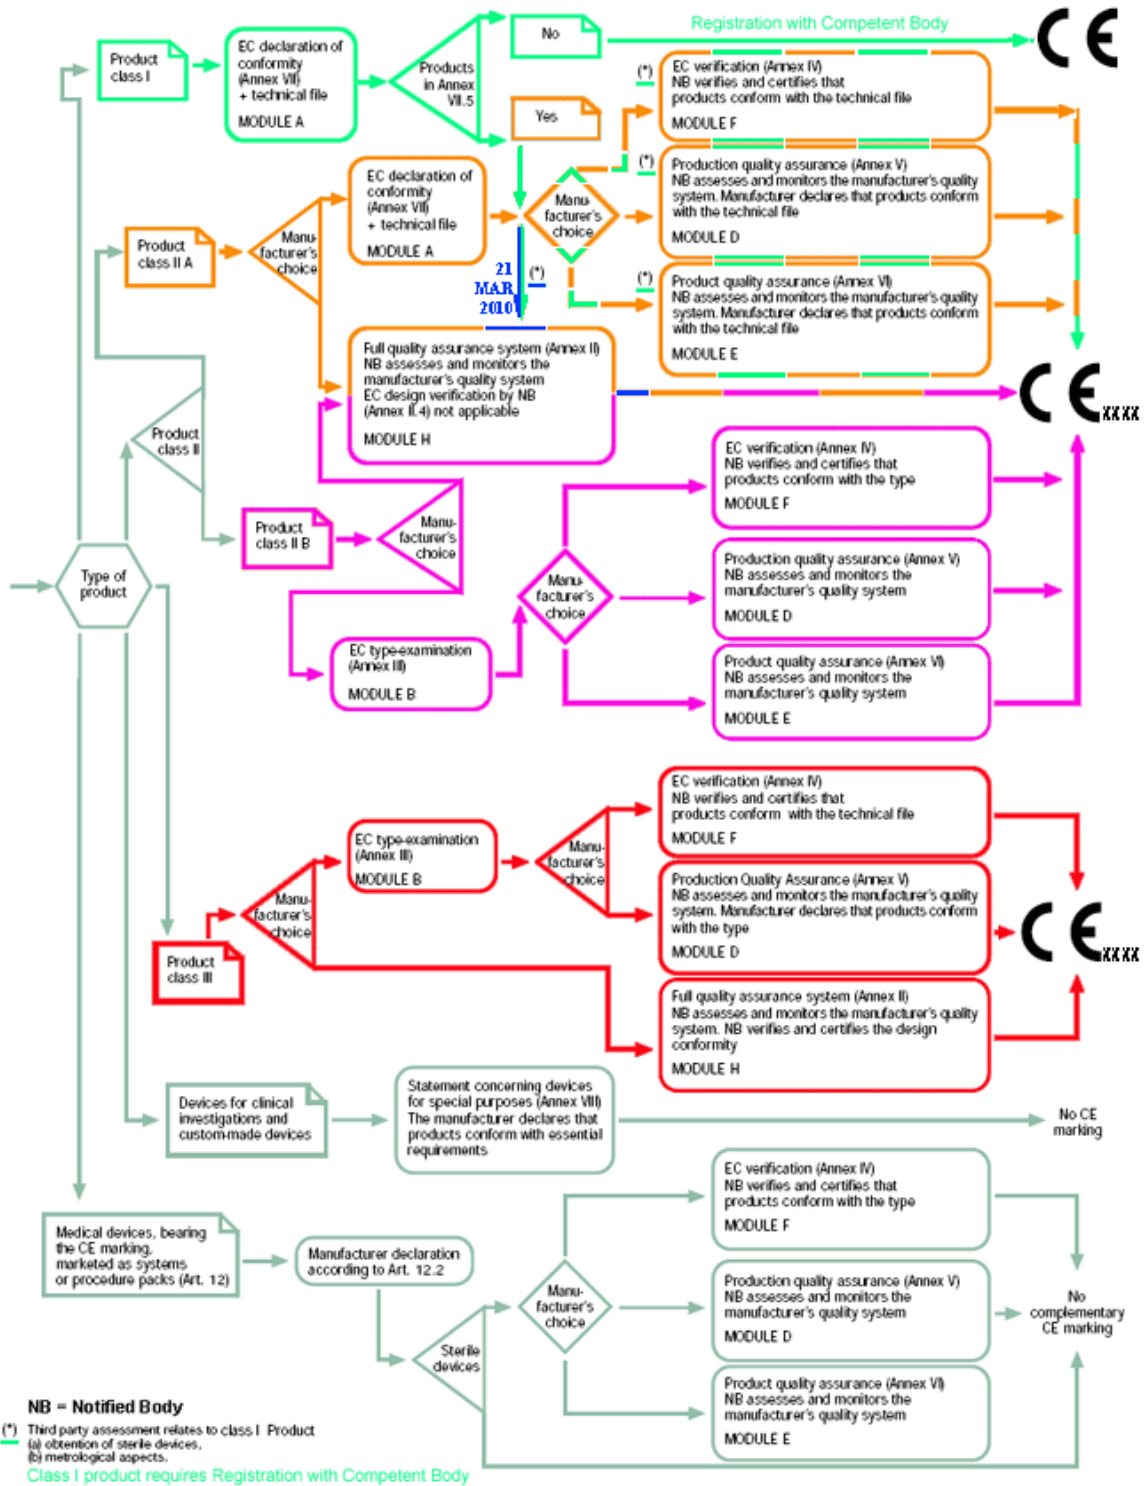 Registration with Competent Body
Product
class I
EC declaration of
conformity
(Annex VII)
+ technical file
MODULE A
Products
in Annex
VII.5
No
Yes
CE
(*)
EC verification (Annex IV)
NB verifies and certifies that
products conform with the technical file
MODULE F
(*)
Production quality assurance (Annex V)
NB assesses and monitors the manufacturer's quality
system. Manufacturer declares that products conform
with the technical file
MODULE D
(*)
Product quality assurance (Annex VI)
NB assesses and monitors the manufacturer's quality
system. Manufacturer declares that products conform
with the technical file
MODULE E
Product
class II A
Manu-
facturer's
choice
EC declaration of
conformity
(Annex VII)
+ technical file
MODULE A
Manu-
facturer's
choice
21
MAR
2010
(*)
Full quality assurance system (Annex II)
NB assesses and monitors the
manufacturer's quality system
EC design verification by NB
(Annex II.4) not applicable
MODULE H
CE xxxx
Product
class II
Product
class II B
Manu-
facturer's
choice
EC type-examination
(Annex III)
MODULE B
Manu-
facturer's
choice
EC verification (Annex IV)
NB verifies and certifies that
products conform with the type
MODULE F
Production quality assurance (Annex V)
NB assesses and monitors the
manufacturer's quality system
MODULE D
Product quality assurance (Annex VI)
NB assesses and monitors the
manufacturer's quality system
MODULE E
Type of
product
Product
class III
Manu-
facturer's
choice
EC type-examination
(Annex III)
MODULE B
Manu-
facturer's
choice
EC verification (Annex IV)
NB verifies and certifies that
products conform with the technical file
MODULE F
Production Quality Assurance (Annex V)
NB assesses and monitors the manufacturer's quality
system. Manufacturer declares that products conform
with the type
MODULE D
Full quality assurance system (Annex II)
NB assesses and monitors the manufacturer's quality
system. NB verifies and certifies the design
conformity
MODULE H
CE xxxx
Devices for clinical
investigations and
custom-made devices
Statement concerning devices
for special purposes (Annex VIII)
The manufacturer declares that
products conform with essential
requirements
No CE
marking
Medical devices, bearing
the CE marking,
marketed as systems
or procedure packs (Art. 12)
Manufacturer declaration
according to Art. 12.2
Sterile
devices
Manu-
facturer's
choice
EC verification (Annex IV)
NB verifies and certifies that
products conform with the type
MODULE F
Production quality assurance (Annex V)
NB assesses and monitors the
manufacturer's quality system
MODULE D
Product quality assurance (Annex VI)
NB assesses and monitors the
manufacturer's quality system
MODULE E
No
complementary
CE marking
NB = Notified Body
(*) Third party assessment relates to class I Product
(a) obtention of sterile devices,
(b) metrological aspects.
Class I product requires Registration with Competent Body